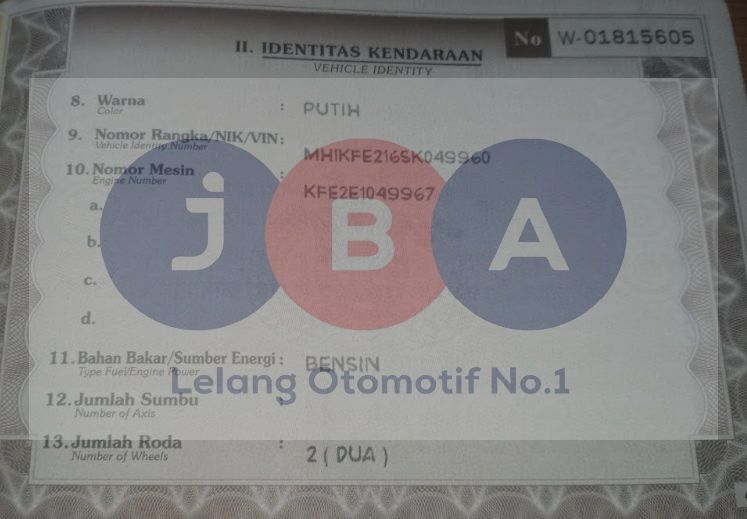 No W-01815605
II. IDENTITAS KENDARAAN
VEHICLE IDENTITY
8. Warna : PUTIH
Color
9. Nomor Rangka/NIK/VIN : MH1KFE216SK049960
Vehicle Identity Number
10. Nomor Mesin : KFE2E1049967
Engine Number
a.
b.
c.
d.
jBA
11. Bahan Bakar/Sumber Energi : BENSIN
Type Fuel/Engine Power
Lelang Otomotif No.1
12. Jumlah Sumbu :
Number of Axis
13. Jumlah Roda : 2 ( DUA )
Number of Wheels